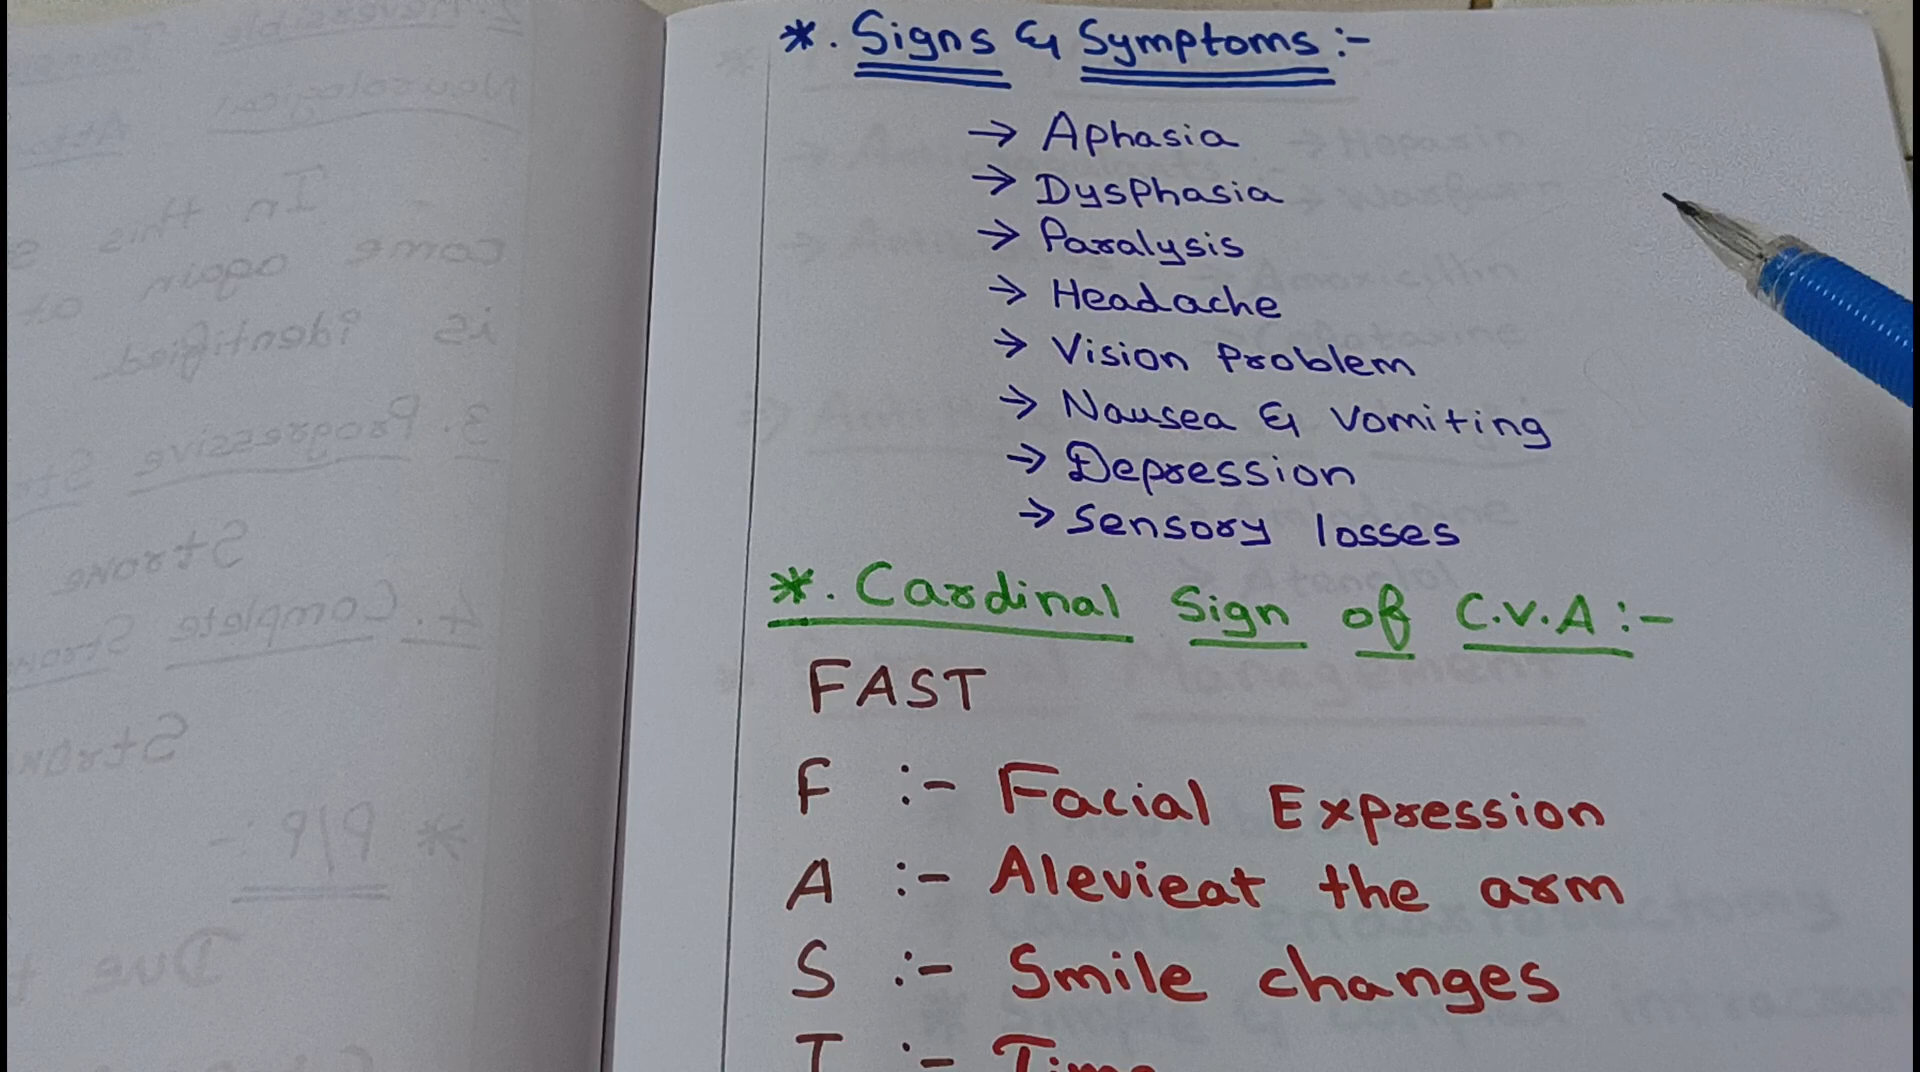 *. Signs & Symptoms :-
→ Aphasia
→ Dysphasia
→ Paralysis
→ Headache
→ Vision Problem
→ Nausea & Vomiting
→ Depression
→ Sensory losses
*. Cardinal Sign of C.V.A :-
FAST
F :- Facial Expression
A :- Alevieat the arm
S :- Smile changes
T :- Time